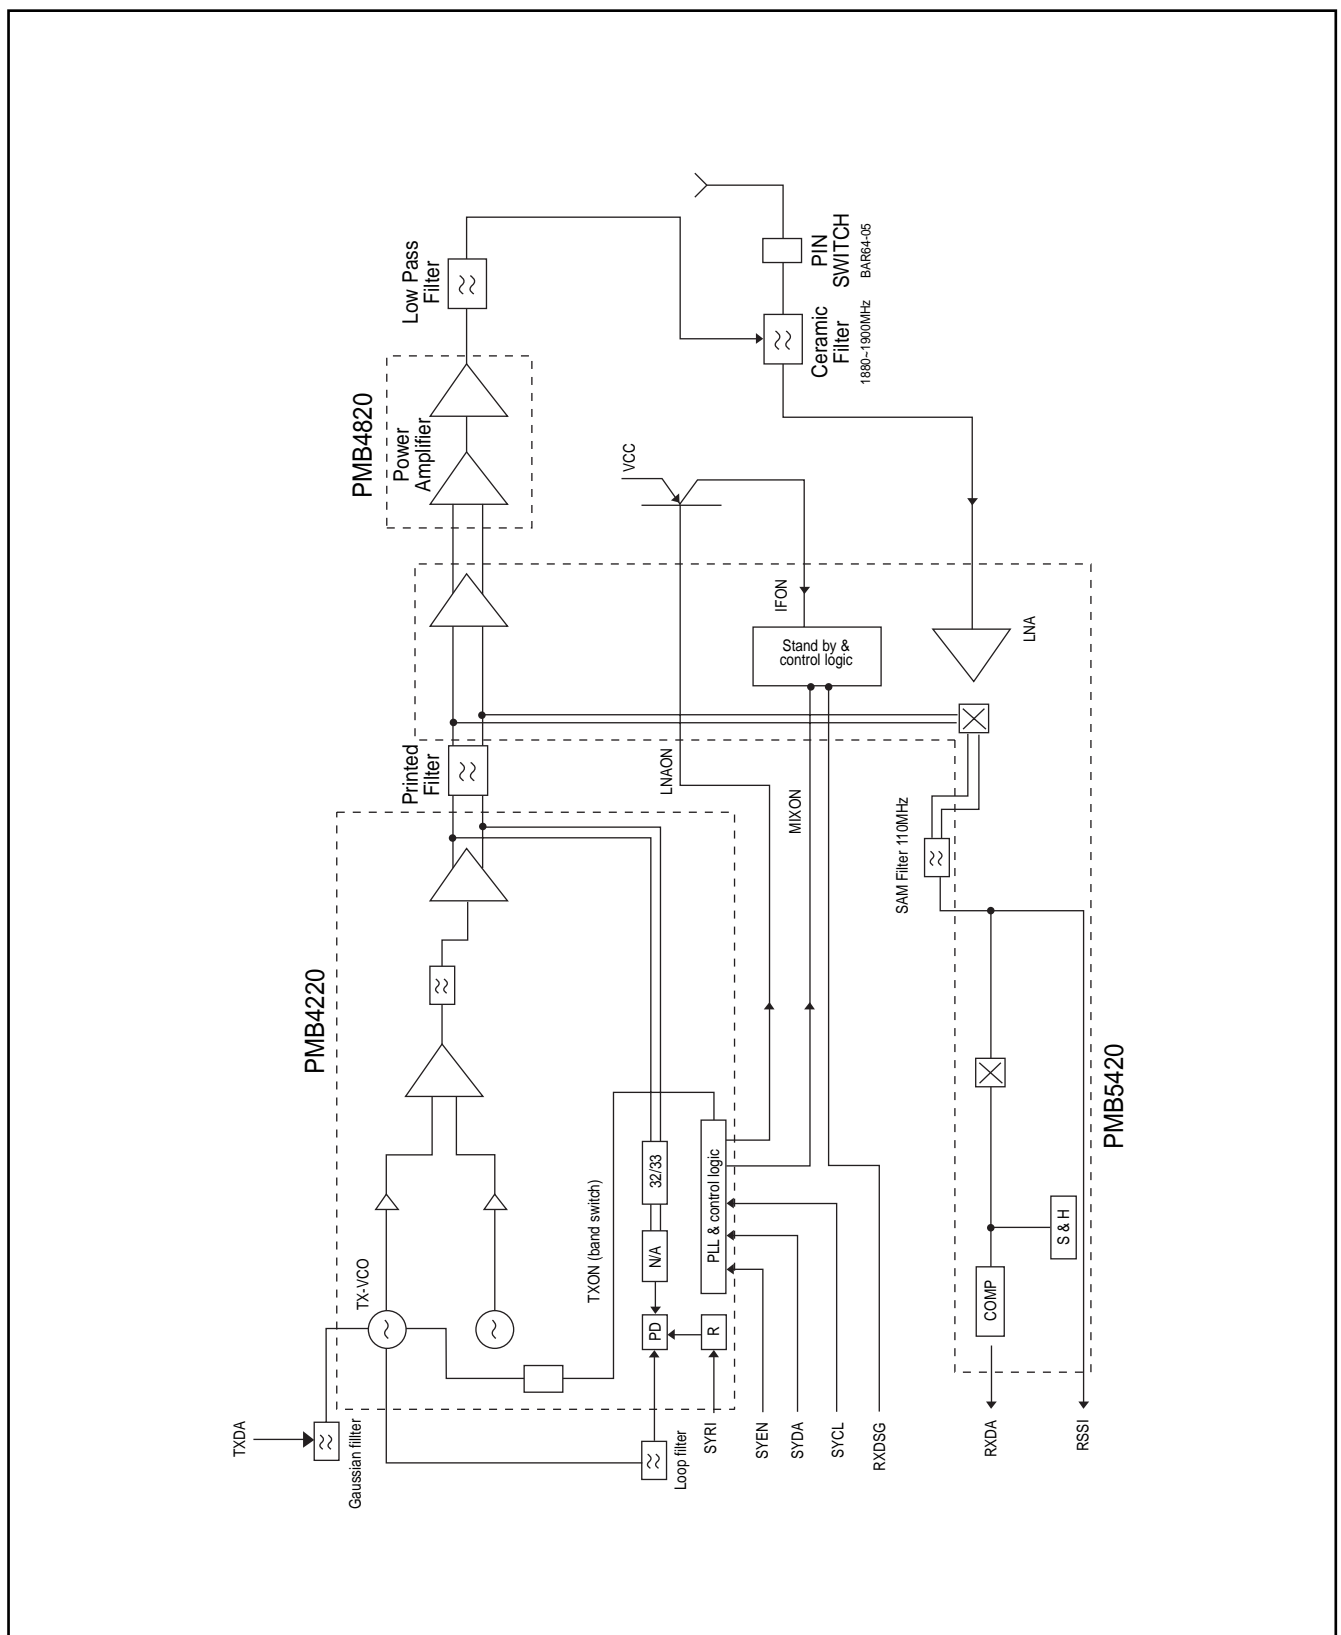 TXDA
Gaussian fillter
TX-VCO
PMB4220
Printed
Filter
PMB4820
Power
Amplifier
Low Pass
Filter
TXON (band switch)
N/A
32/33
PD
R
PLL & control logic
Loop filter
SYRI
SYEN
SYDA
SYCL
RXDSG
LNAON
MIXON
VCC
IFON
Stand by &
control logic
PIN
SWITCH
BAR64-05
Ceramic
Filter
1880~1900MHz
LNA
SAM Filter 110MHz
COMP
S & H
RXDA
RSSI
PMB5420